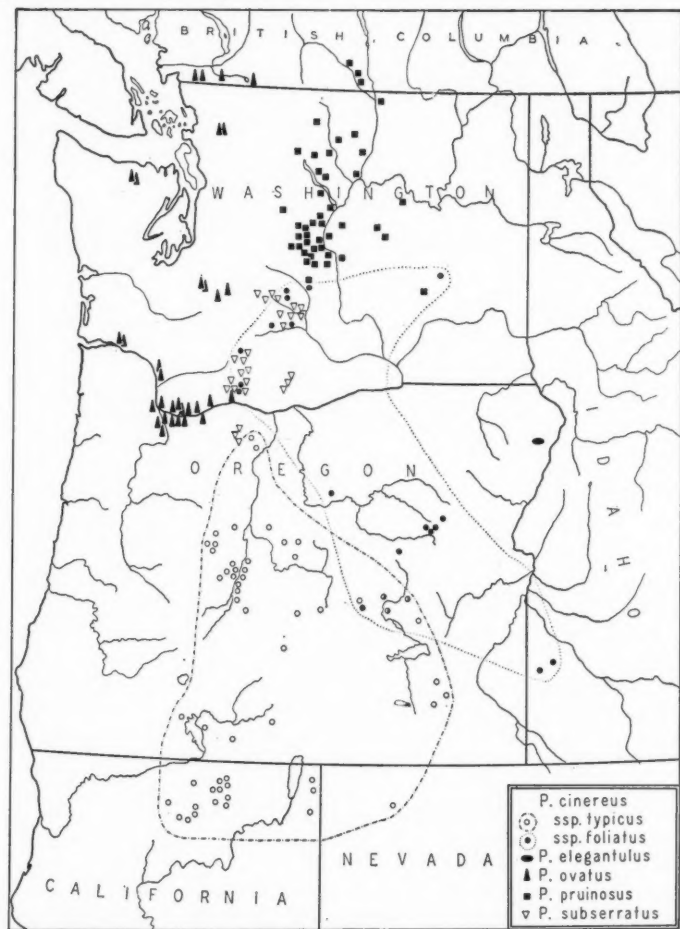 BRITISH COLUMBIA
WASHINGTON
OREGON
IDAHO
CALIFORNIA
NEVADA
P. cinereus
ssp. typicus
ssp. foliatus
P. elegantulus
P. ovatus
P. pruinosus
P. subserratus